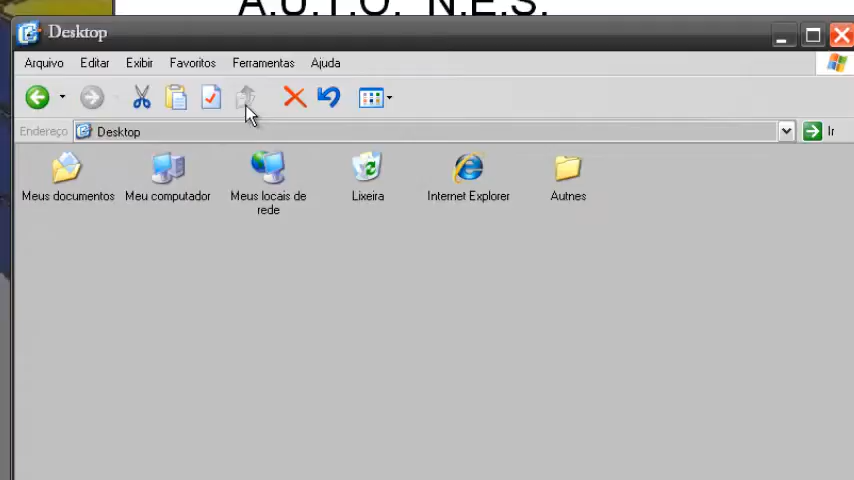 A.U.T.O. N.E.S.
Desktop
Arquivo Editar Exibir Favoritos Ferramentas Ajuda
Endereço Desktop Ir
Meus documentos Meu computador Meus locais de rede Lixeira Internet Explorer Autnes